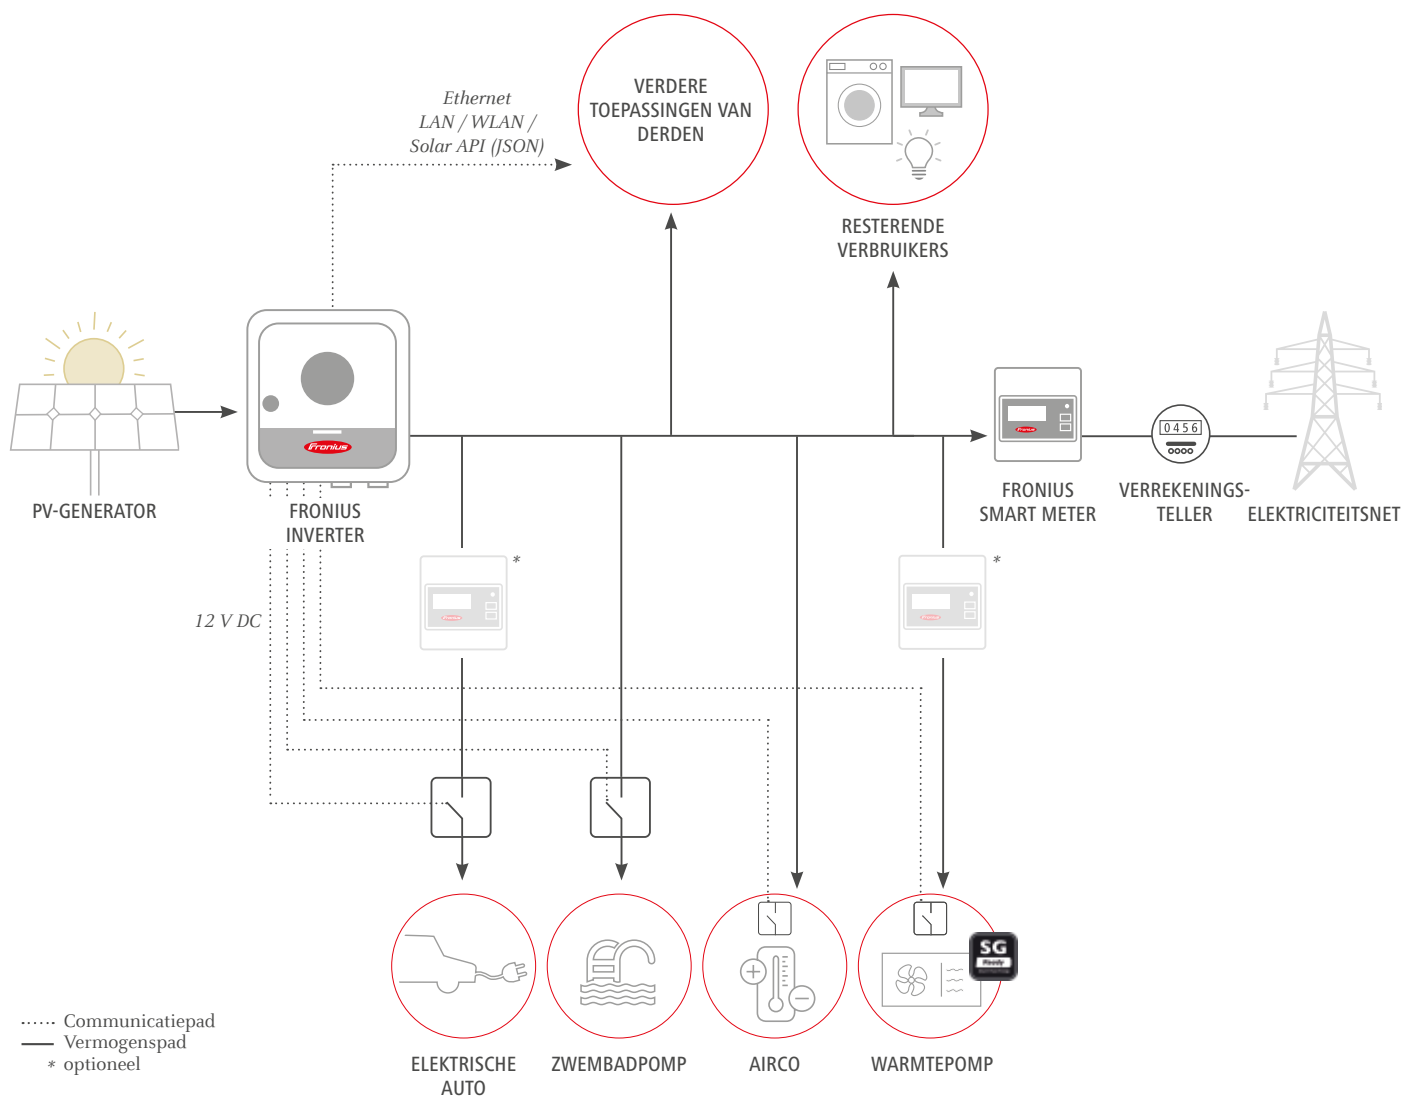 Ethernet
LAN / WLAN /
Solar API (JSON)
VERDERE
TOEPASSINGEN VAN
DERDEN
RESTERENDE
VERBRUIKERS
Fronius
0456
PV-GENERATOR
FRONIUS
INVERTER
FRONIUS
SMART METER
VERREKENINGS-
TELLER
ELEKTRICITEITSNET
*
*
12 V DC
SG
Ready
ELEKTRISCHE
AUTO
ZWEMBADPOMP
AIRCO
WARMTEPOMP
Communicatiepad
Vermogenspad
* optioneel